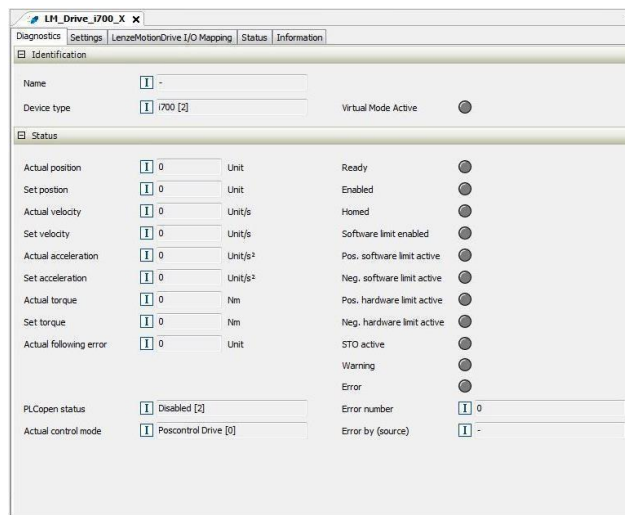 LM_Drive_i700_X X
Diagnostics Settings LenzeMotionDrive I/O Mapping Status Information
Identification
Name I -
Device type I i700 [2] Virtual Mode Active
Status
Actual position I 0 Unit Ready
Set postion I 0 Unit Enabled
Actual velocity I 0 Unit/s Homed
Set velocity I 0 Unit/s Software limit enabled
Actual acceleration I 0 Unit/s² Pos. software limit active
Set acceleration I 0 Unit/s² Neg. software limit active
Actual torque I 0 Nm Pos. hardware limit active
Set torque I 0 Nm Neg. hardware limit active
Actual following error I 0 Unit STO active
Warning
Error
PLCopen status I Disabled [2] Error number I 0
Actual control mode I Poscontrol Drive [0] Error by (source) I -